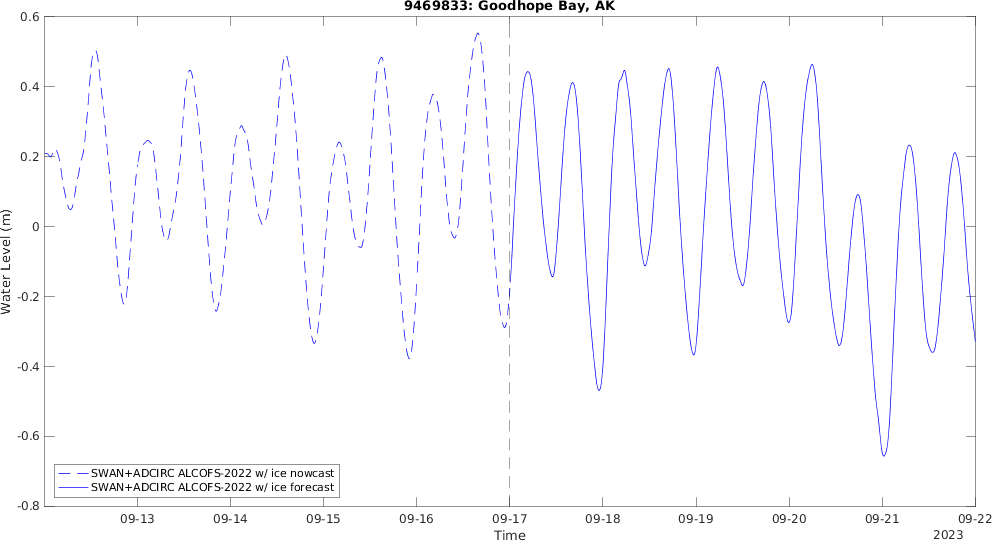 9469833: Goodhope Bay, AK
0.6
0.4
0.2
0
-0.2
-0.4
-0.6
-0.8
Water Level (m)
SWAN+ADCIRC ALCOFS-2022 w/ ice nowcast
SWAN+ADCIRC ALCOFS-2022 w/ ice forecast
09-13 09-14 09-15 09-16 09-17 09-18 09-19 09-20 09-21 09-22
Time
2023